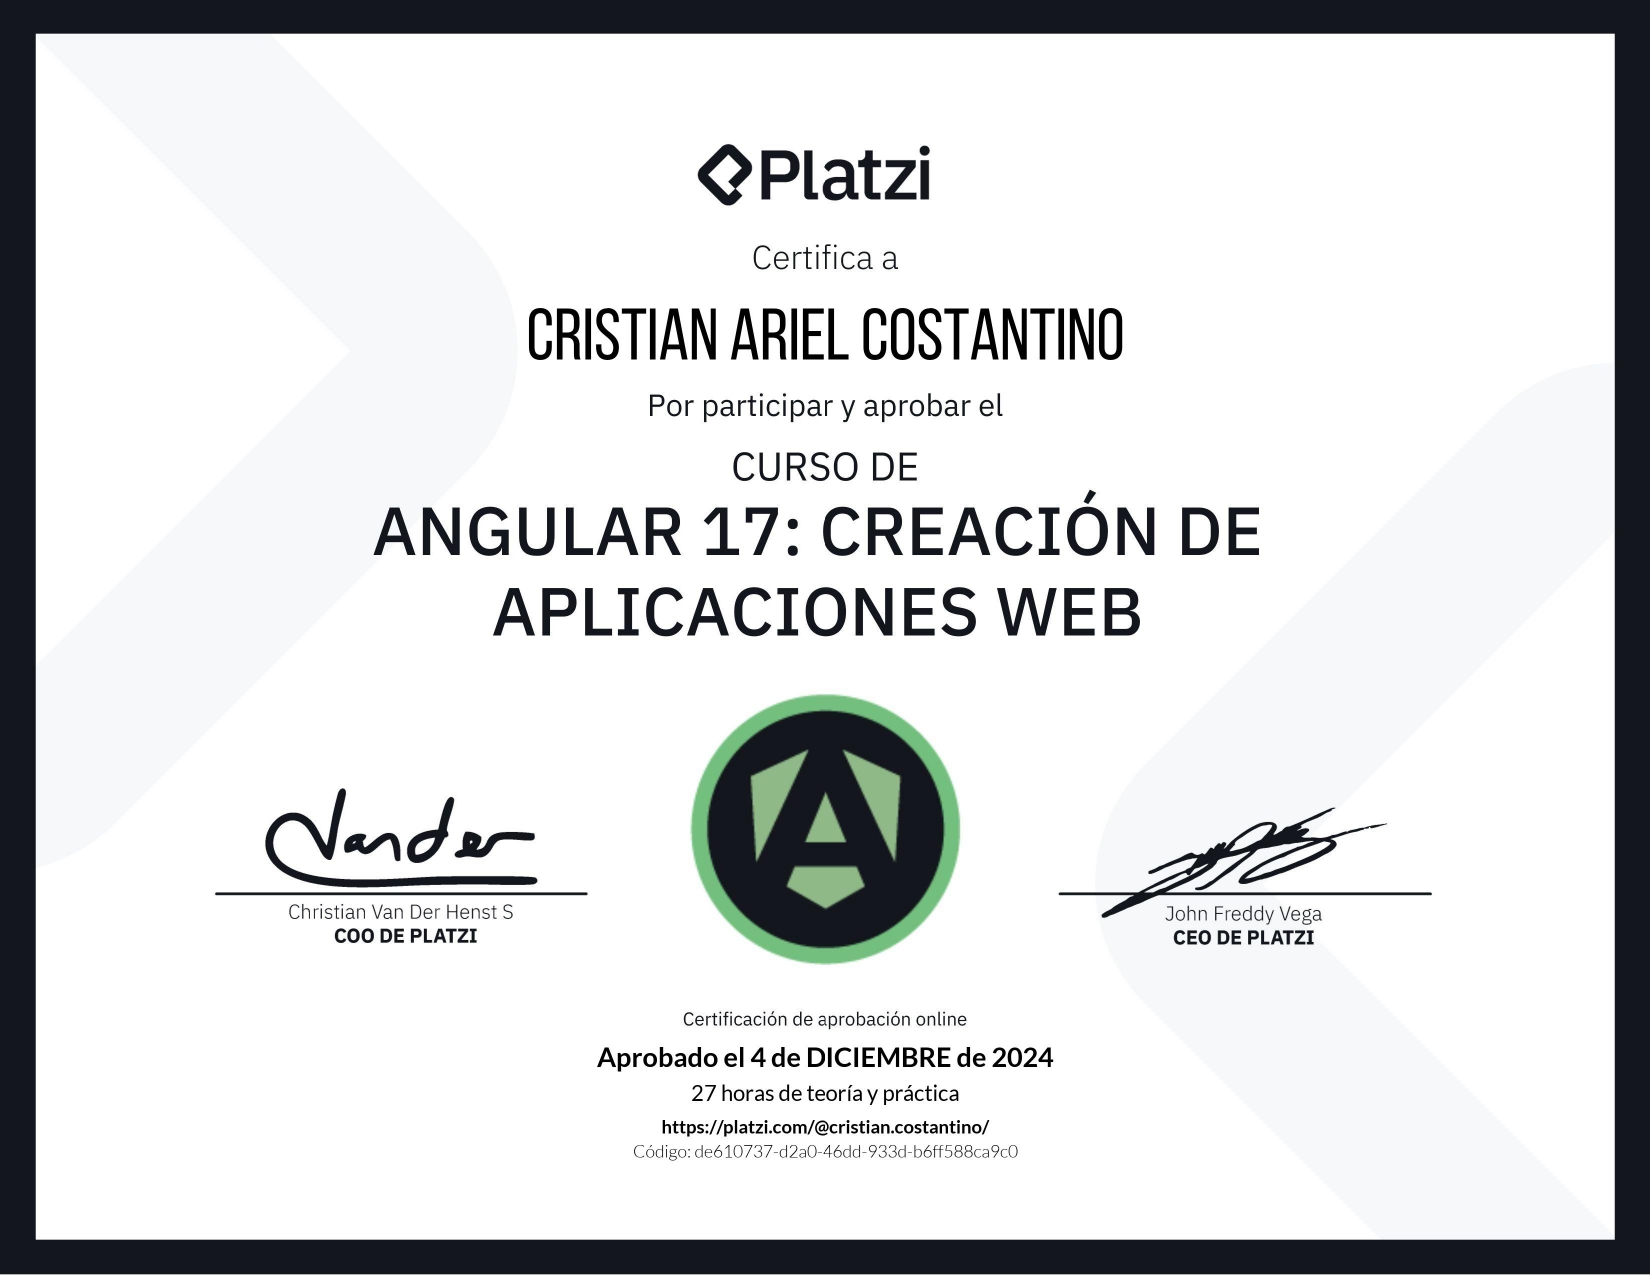 Platzi
Certifica a
CRISTIAN ARIEL COSTANTINO
Por participar y aprobar el
CURSO DE
ANGULAR 17: CREACIÓN DE
APLICACIONES WEB
Vander
Christian Van Der Henst S
COO DE PLATZI
John Freddy Vega
CEO DE PLATZI
Certificación de aprobación online
Aprobado el 4 de DICIEMBRE de 2024
27 horas de teoría y práctica
https://platzi.com/@cristian.costantino/
Código: de610737-d2a0-46dd-933d-b6ff588ca9c0